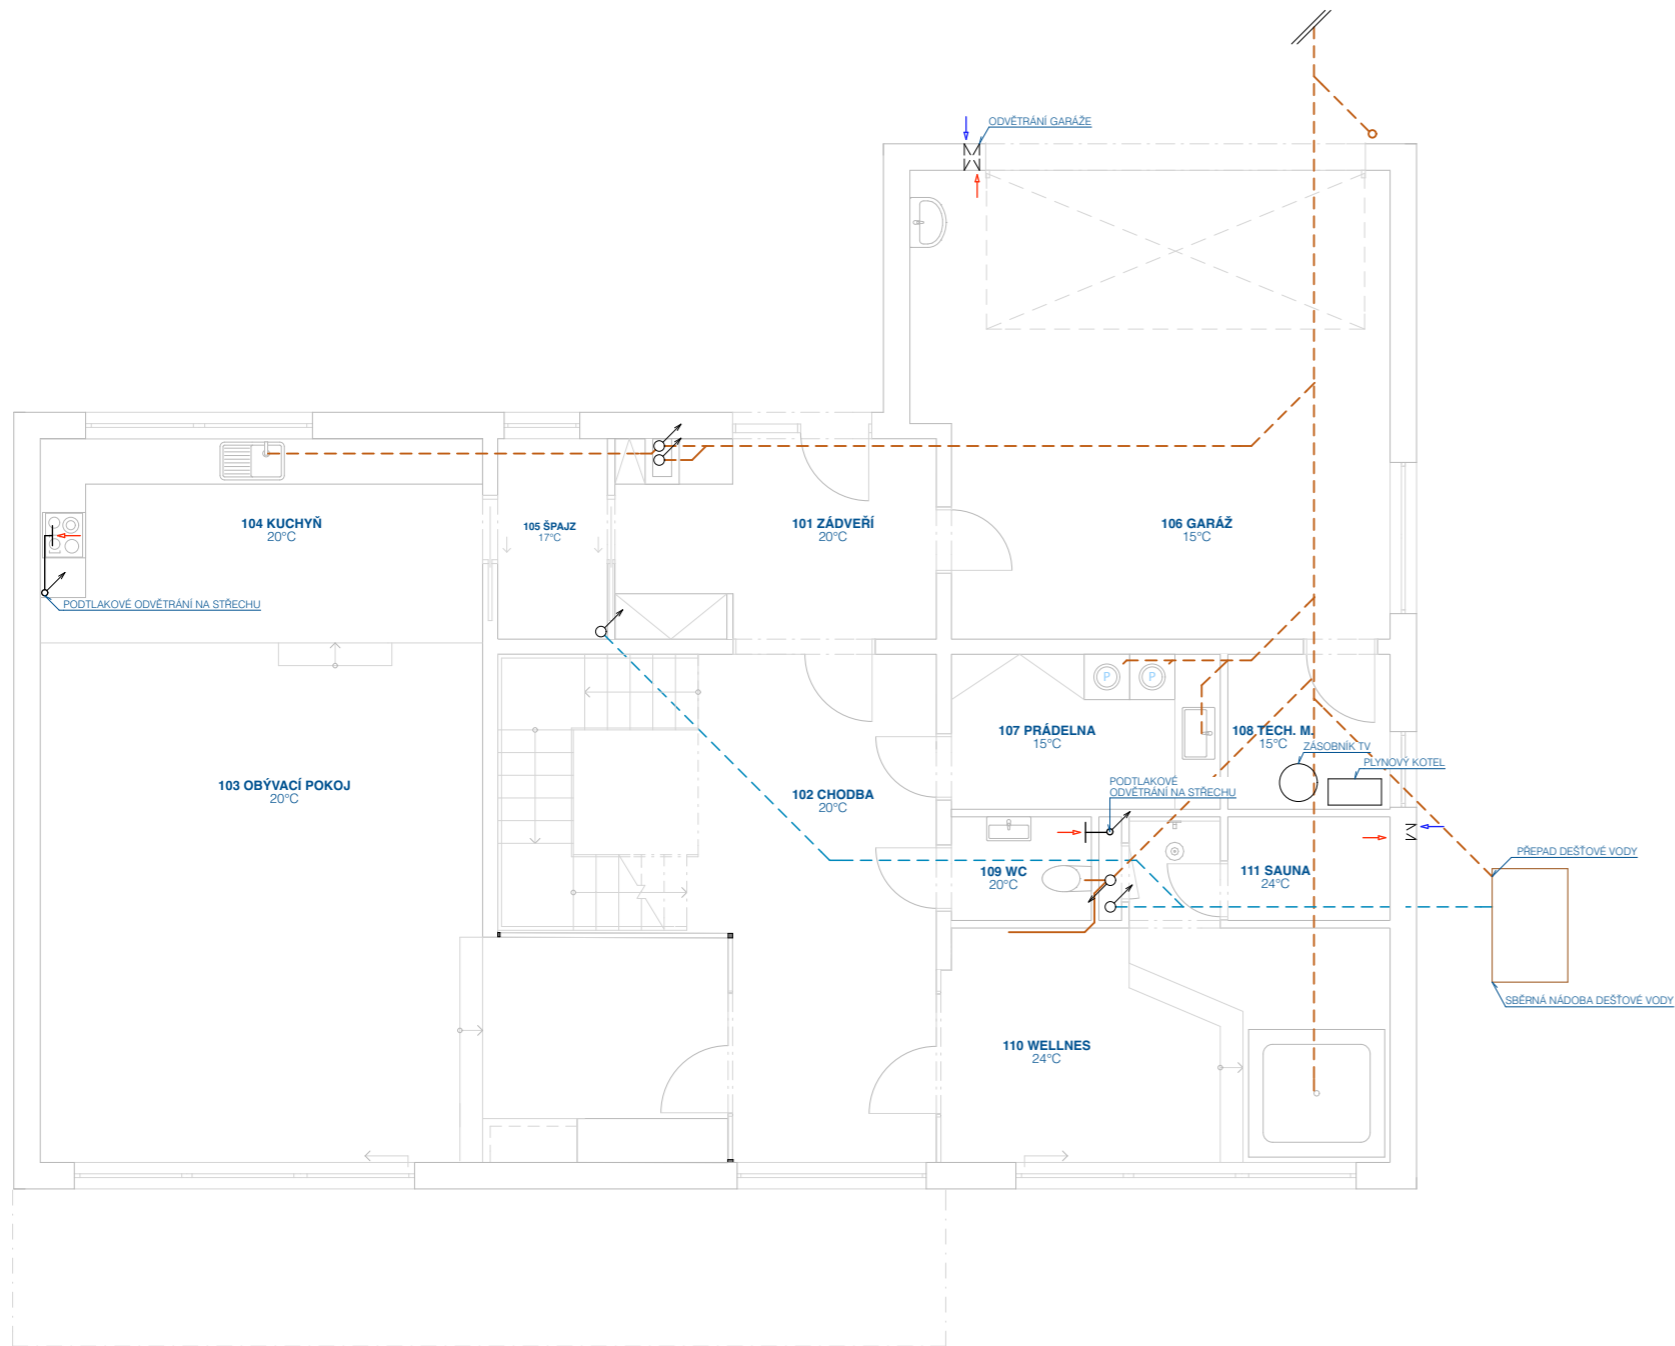 ODVĚTRÁNÍ GARÁŽE
104 KUCHYŇ
20°C
105 ŠPAJZ
17°C
101 ZÁDVEŘÍ
20°C
106 GARÁŽ
15°C
PODTLAKOVÉ ODVĚTRÁNÍ NA STŘECHU
P
P
107 PRÁDELNA
15°C
108 TECH. M.
15°C
ZÁSOBNÍK TV
PLYNOVÝ KOTEL
103 OBÝVACÍ POKOJ
20°C
102 CHODBA
20°C
PODTLAKOVÉ
ODVĚTRÁNÍ NA STŘECHU
109 WC
20°C
111 SAUNA
24°C
PŘEPAD DEŠŤOVÉ VODY
SBĚRNÁ NÁDOBA DEŠŤOVÉ VODY
110 WELLNES
24°C